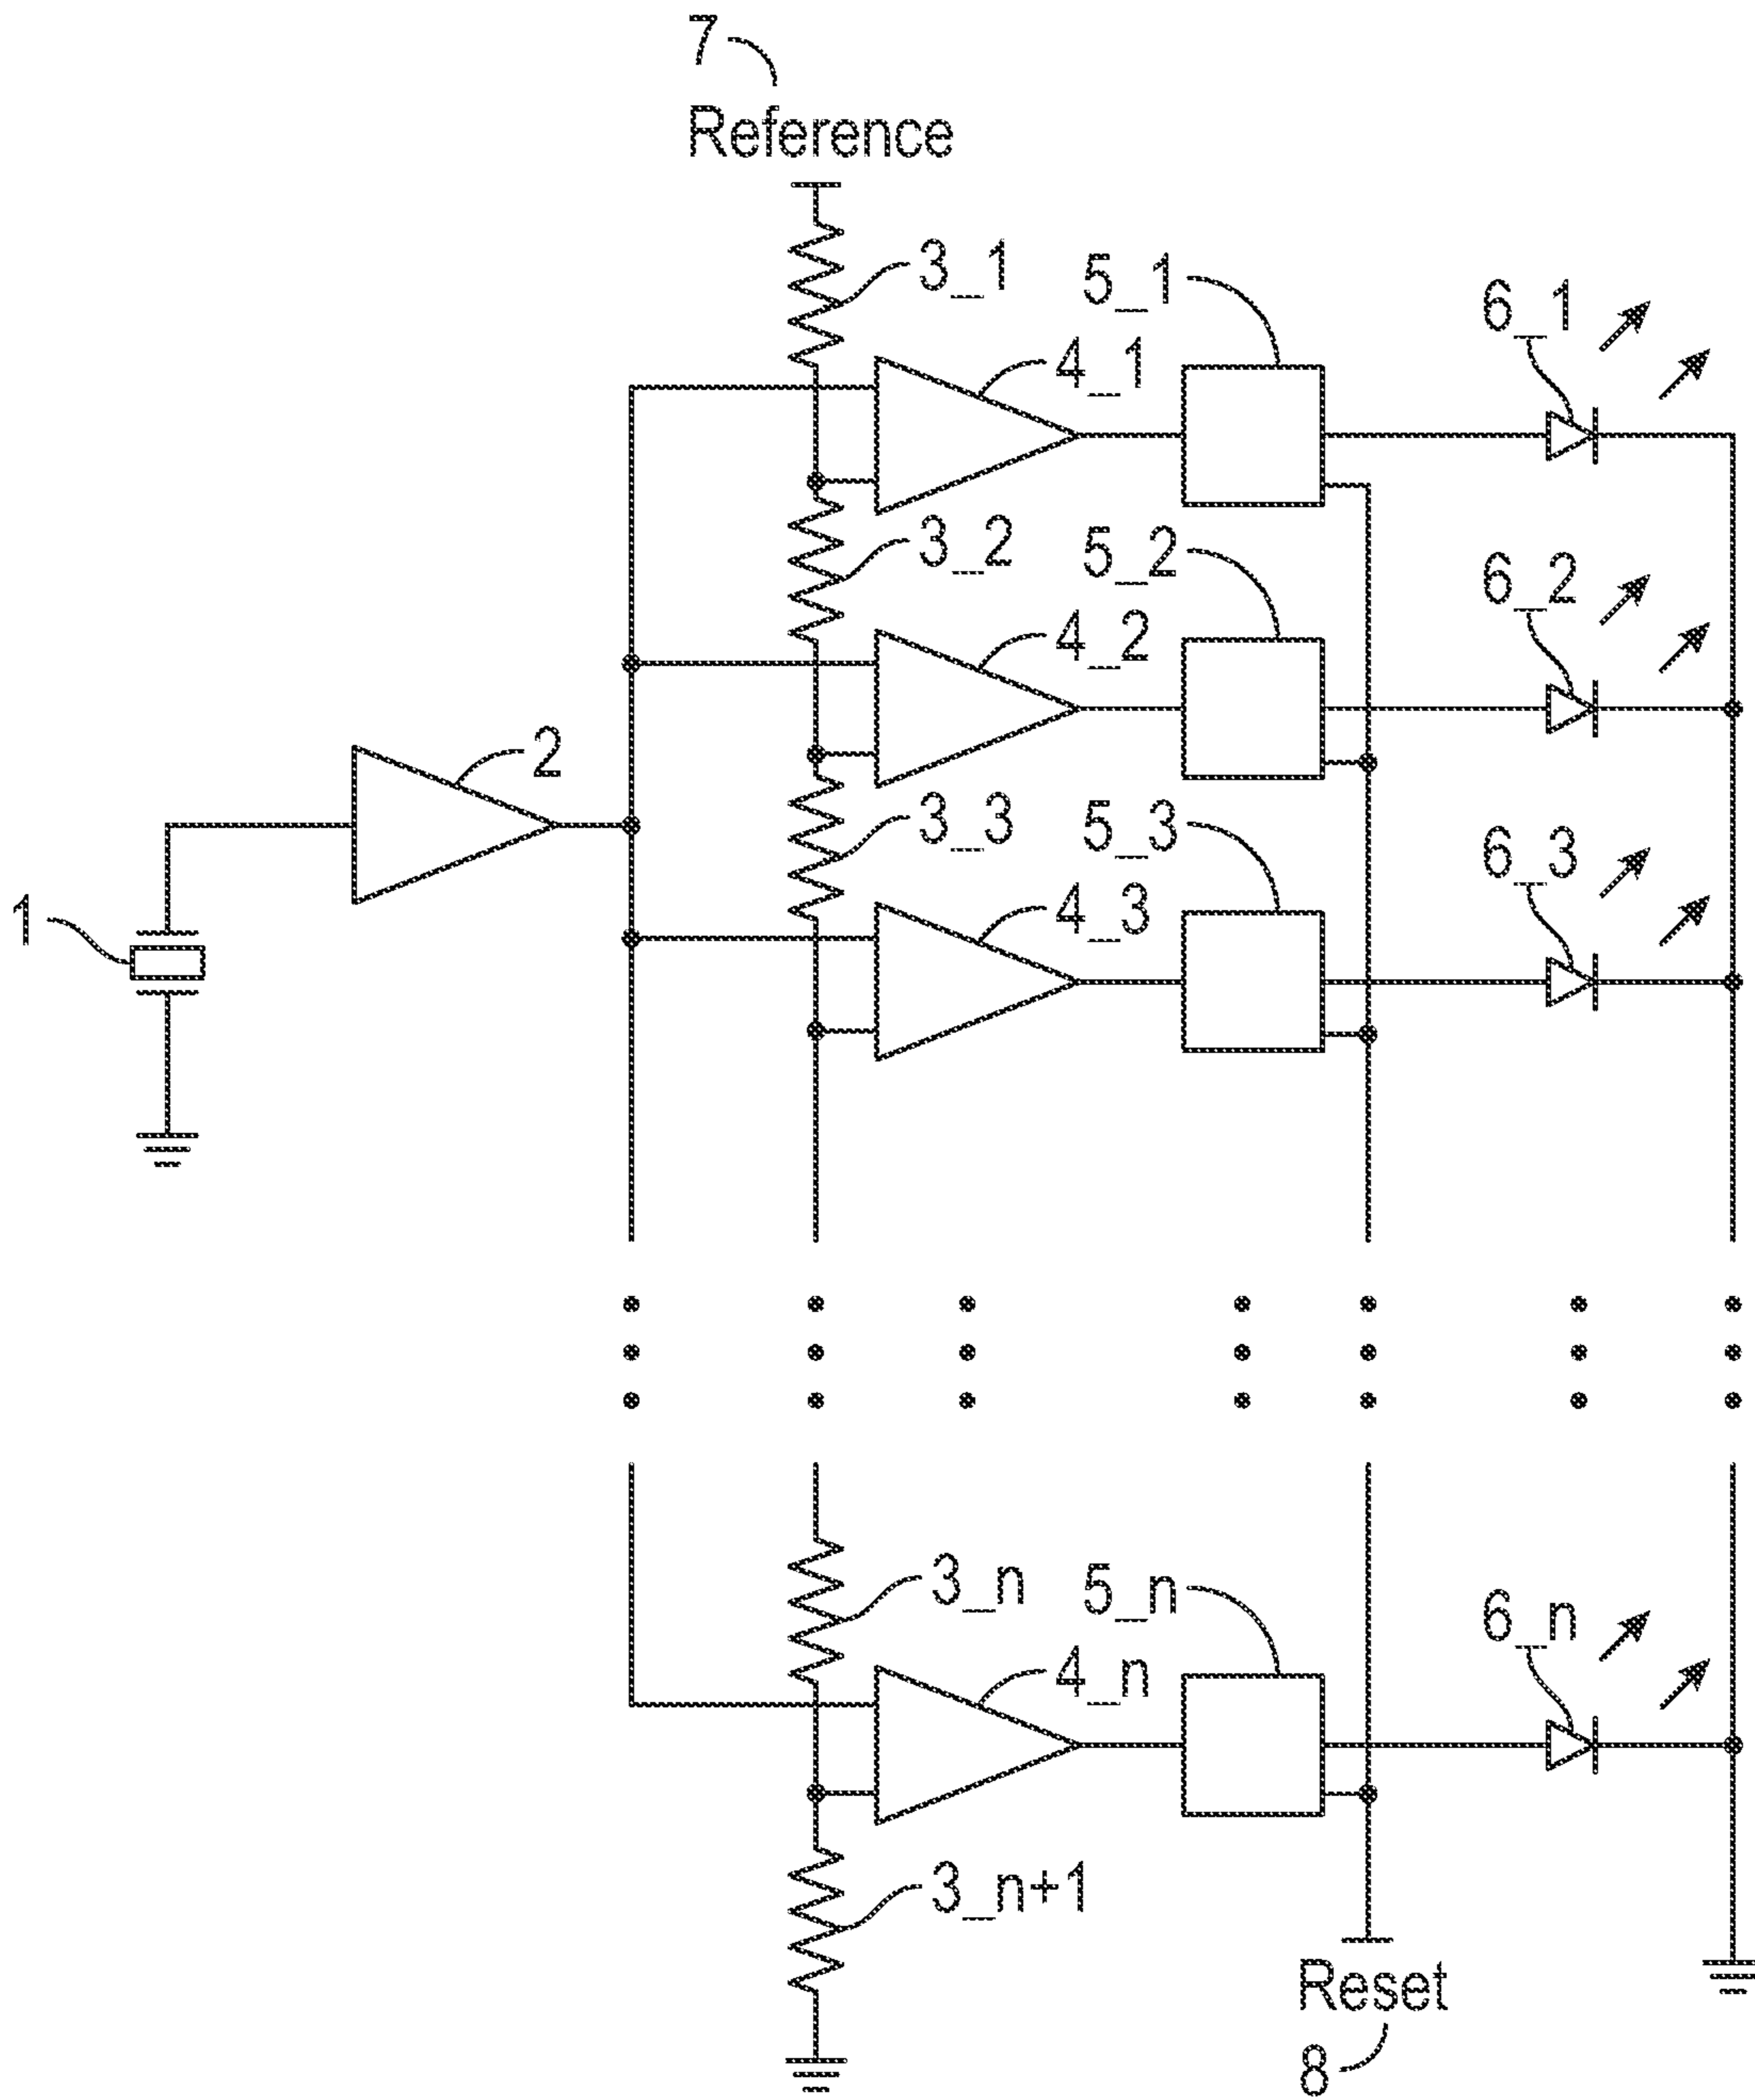 7
Reference
3_1
5_1
4_1
6_1
3_2
5_2
4_2
6_2
2
3_3
5_3
4_3
6_3
1
3_n
5_n
4_n
6_n
3_n+1
Reset
8